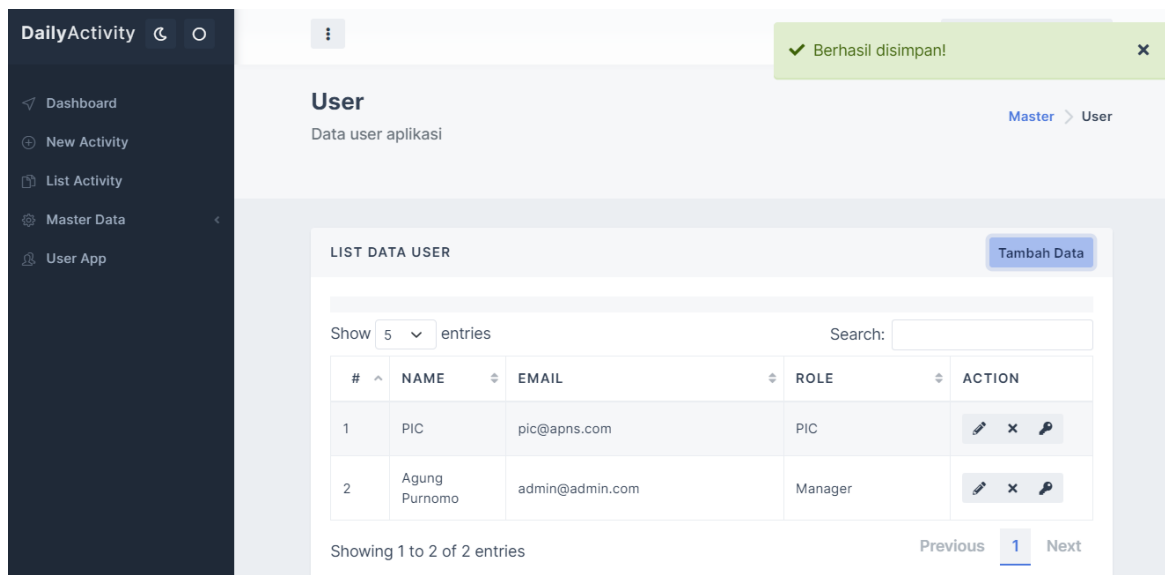 DailyActivity
Berhasil disimpan!
Dashboard
New Activity
List Activity
Master Data
User App
User
Data user aplikasi
Master > User
LIST DATA USER
Tambah Data
Show 5 entries
Search:
# NAME EMAIL ROLE ACTION
1 PIC pic@apns.com PIC
2 Agung Purnomo admin@admin.com Manager
Showing 1 to 2 of 2 entries
Previous 1 Next